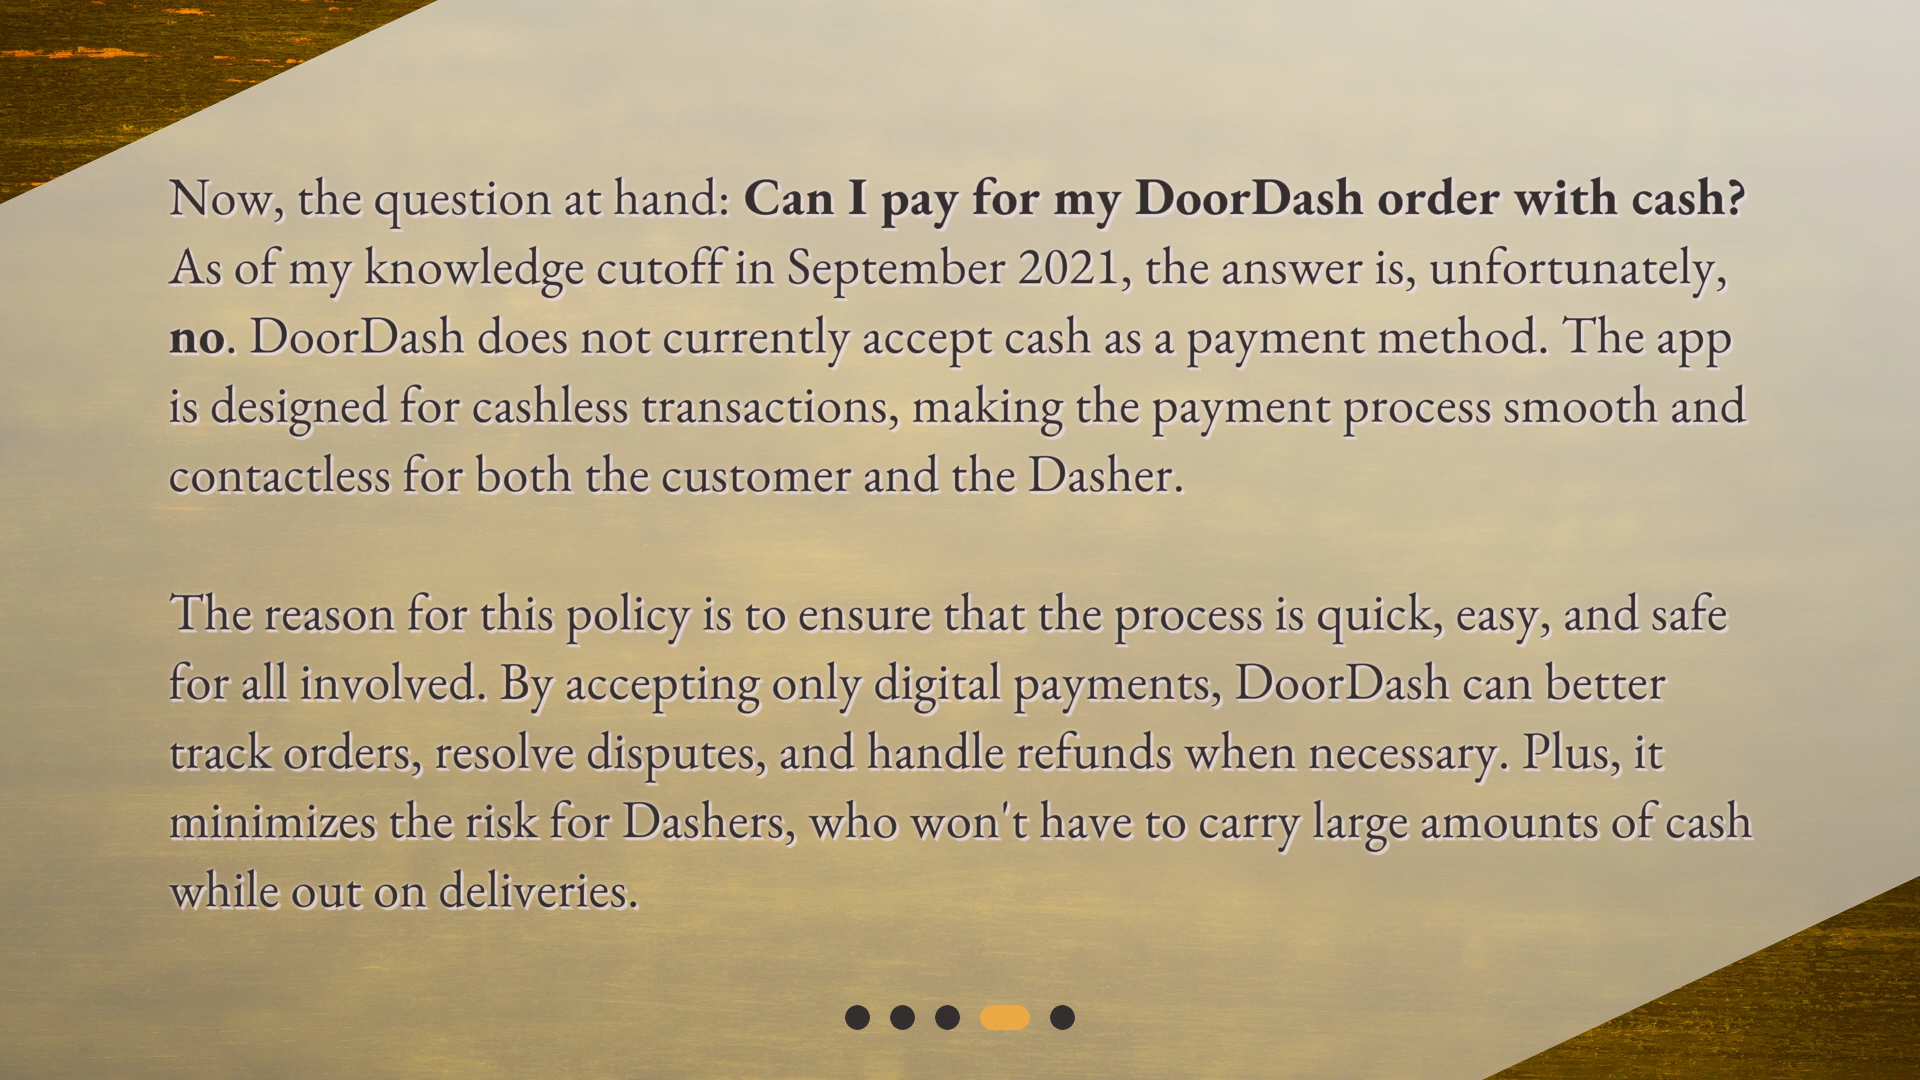 Now, the question at hand: Can I pay for my DoorDash order with cash?
As of my knowledge cutoff in September 2021, the answer is, unfortunately,
no. DoorDash does not currently accept cash as a payment method. The app
is designed for cashless transactions, making the payment process smooth and
contactless for both the customer and the Dasher.
The reason for this policy is to ensure that the process is quick, easy, and safe
for all involved. By accepting only digital payments, DoorDash can better
track orders, resolve disputes, and handle refunds when necessary. Plus, it
minimizes the risk for Dashers, who won't have to carry large amounts of cash
while out on deliveries.